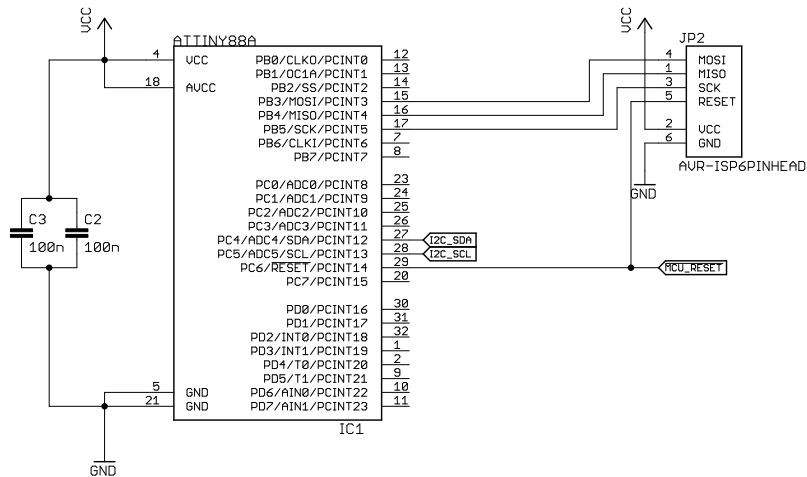 VCC
ATTINY88A
4 VCC
18 AVCC
PB0/CLKO/PCINT0 12
PB1/OC1A/PCINT1 13
PB2/SS/PCINT2 14
PB3/MOSI/PCINT3 15
PB4/MISO/PCINT4 16
PB5/SCK/PCINT5 17
PB6/CLKI/PCINT6 7
PB7/PCINT7 8
PC0/ADC0/PCINT8 23
PC1/ADC1/PCINT9 24
PC2/ADC2/PCINT10 25
PC3/ADC3/PCINT11 26
PC4/ADC4/SDA/PCINT12 27 I2C_SDA
PC5/ADC5/SCL/PCINT13 28 I2C_SCL
PC6/RESET/PCINT14 29 MCU_RESET
PC7/PCINT15 20
PD0/PCINT16 30
PD1/PCINT17 31
PD2/INT0/PCINT18 32
PD3/INT1/PCINT19 1
PD4/T0/PCINT20 2
PD5/T1/PCINT21 9
PD6/AIN0/PCINT22 10
PD7/AIN1/PCINT23 11
5 GND
21 GND
IC1
GND
C3
100n
C2
100n
VCC
JP2
4 MOSI
1 MISO
3 SCK
5 RESET
2 VCC
6 GND
AVR-ISP6PINHEAD
GND